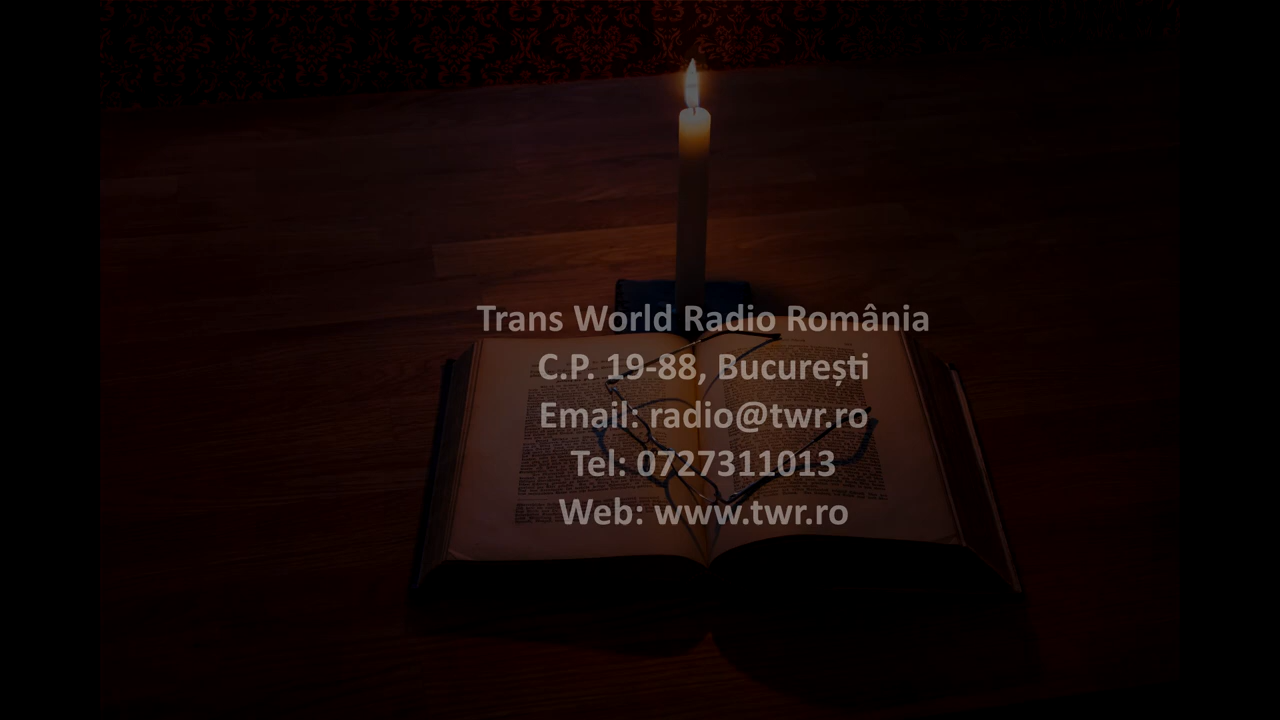 Trans World Radio România
C.P. 19-88, București
Email: radio@twr.ro
Tel: 0727311013
Web: www.twr.ro